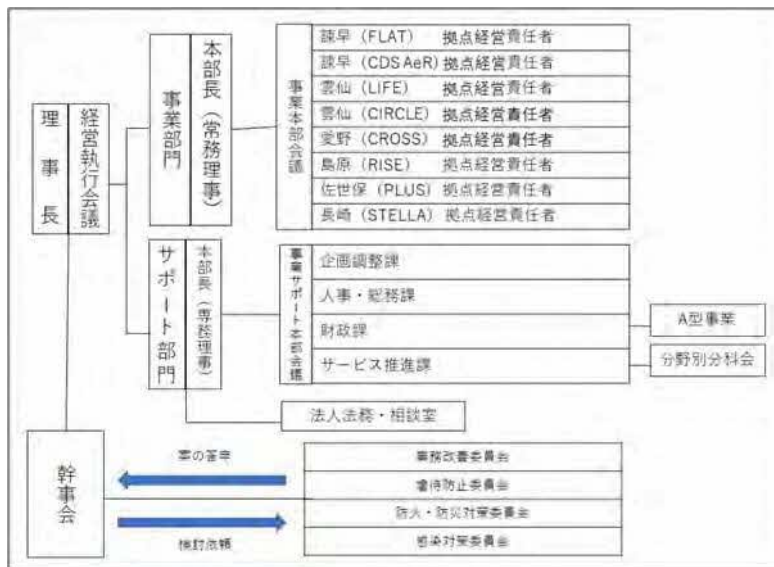 理事長
経営執行会議
事業部門
本部長（常務理事）
事業本部会議
諫早（FLAT） 拠点経営責任者
諫早（CDS AeR） 拠点経営責任者
雲仙（LIFE） 拠点経営責任者
雲仙（CIRCLE） 拠点経営責任者
愛野（CROSS） 拠点経営責任者
島原（RISE） 拠点経営責任者
佐世保（PLUS） 拠点経営責任者
長崎（STELLA） 拠点経営責任者
サポート部門
本部長（専務理事）
事業サポート本部会議
企画調整課
人事・総務課
財政課
サービス推進課
A型事業
分野別分科会
法人法務・相談室
幹事会
案の答申
検討依頼
業務改善委員会
虐待防止委員会
防火・防災対策委員会
感染対策委員会